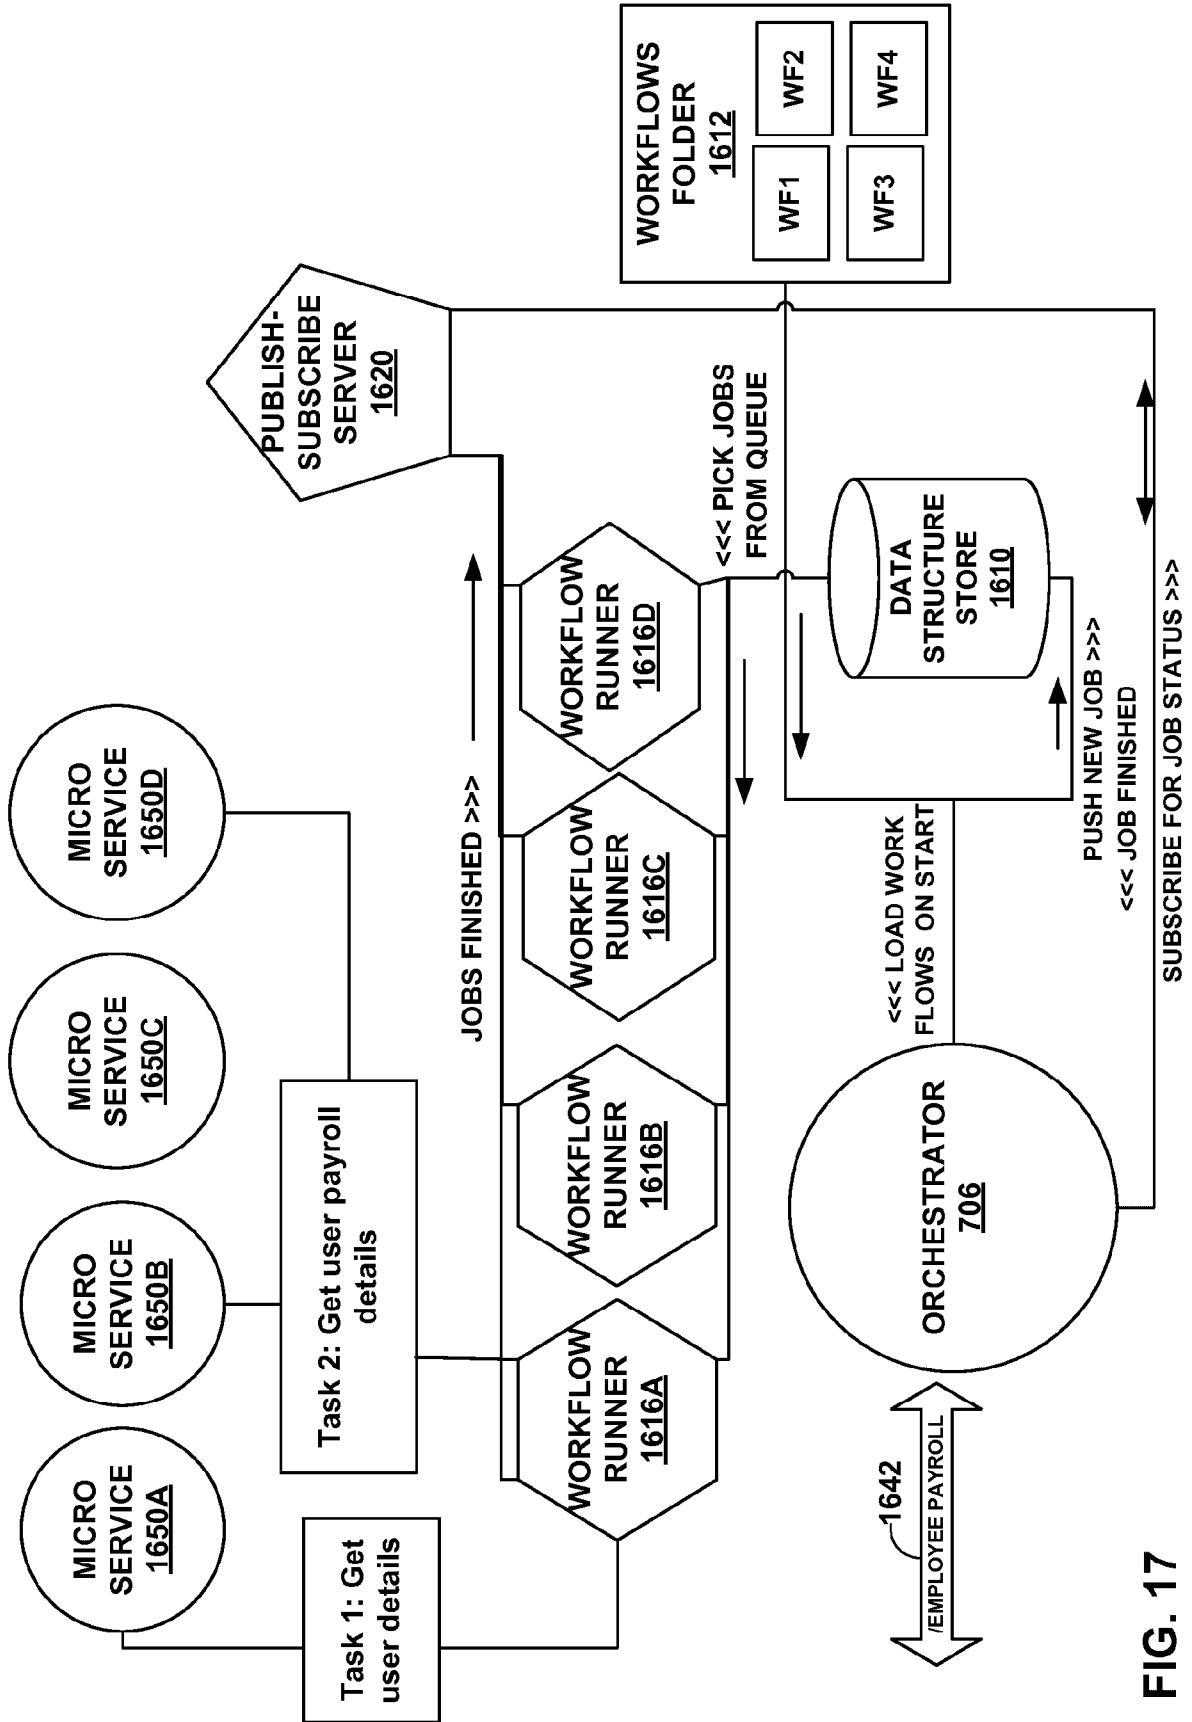 MICRO
SERVICE
1650A
MICRO
SERVICE
1650B
MICRO
SERVICE
1650C
MICRO
SERVICE
1650D
Task 1: Get
user details
Task 2: Get user payroll
details
JOBS FINISHED >>>
PUBLISH-
SUBSCRIBE
SERVER
1620
WORKFLOW
RUNNER
1616A
WORKFLOW
RUNNER
1616B
WORKFLOW
RUNNER
1616C
WORKFLOW
RUNNER
1616D
<<< PICK JOBS
FROM QUEUE
WORKFLOWS
FOLDER
1612
WF1
WF2
WF3
WF4
1642
/EMPLOYEE PAYROLL
ORCHESTRATOR
706
<<< LOAD WORK
FLOWS ON START
DATA
STRUCTURE
STORE
1610
PUSH NEW JOB >>>
<<< JOB FINISHED
SUBSCRIBE FOR JOB STATUS >>>
FIG. 17